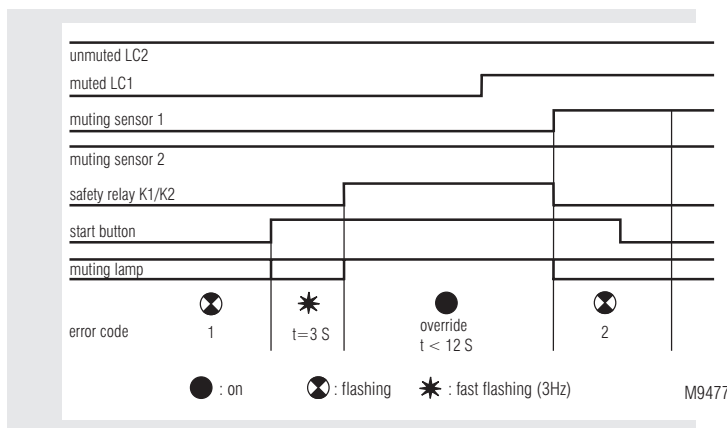 unmuted LC2
muted LC1
muting sensor 1
muting sensor 2
safety relay K1/K2
start button
muting lamp
error code 1 t=3 S override t < 12 S 2
: on : flashing : fast flashing (3Hz) M9477